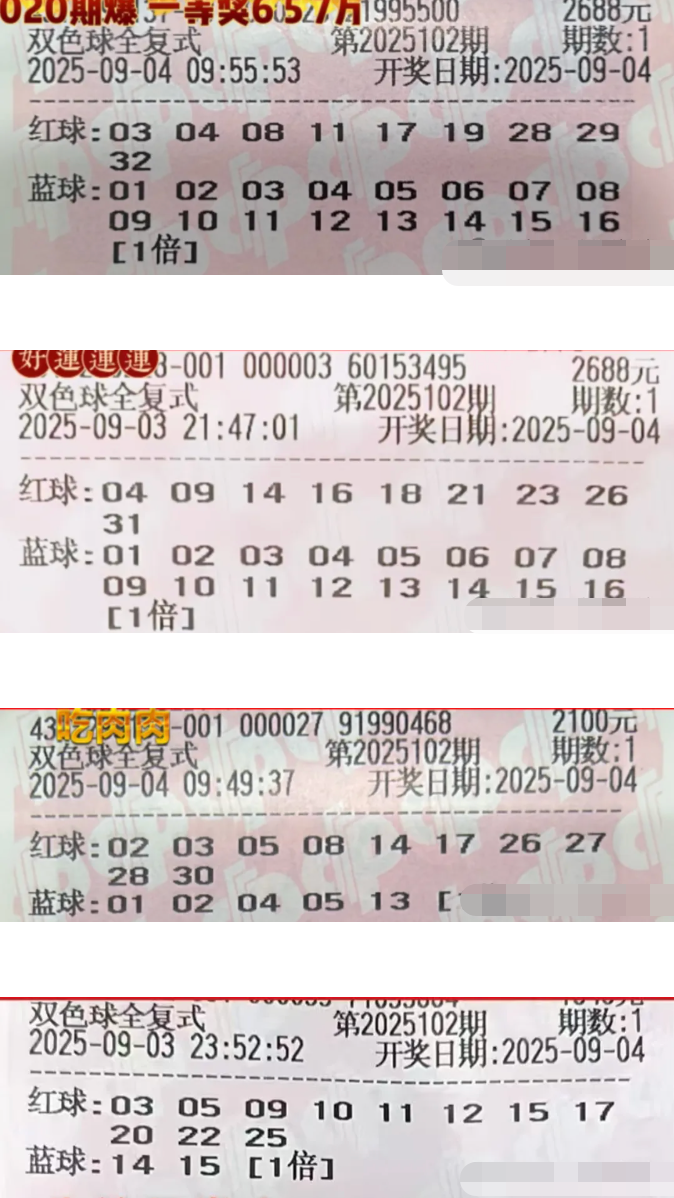 020期爆 一等奖657万1995500 2688元
双色球全复式 第2025102期 期数:1
2025-09-04 09:55:53 开奖日期:2025-09-04
红球:03 04 08 11 17 19 28 29
32
蓝球:01 02 03 04 05 06 07 08
09 10 11 12 13 14 15 16
[1倍]
好運連連3-001 000003 60153495 2688元
双色球全复式 第2025102期 期数:1
2025-09-03 21:47:01 开奖日期:2025-09-04
红球:04 09 14 16 18 21 23 26
31
蓝球:01 02 03 04 05 06 07 08
09 10 11 12 13 14 15 16
[1倍]
43 吃肉肉-001 000027 91990468 2100元
双色球全复式 第2025102期 期数:1
2025-09-04 09:49:37 开奖日期:2025-09-04
红球:02 03 05 08 14 17 26 27
28 30
蓝球:01 02 04 05 13 [1
双色球全复式 第2025102期 期数:1
2025-09-03 23:52:52 开奖日期:2025-09-04
红球:03 05 09 10 11 12 15 17
20 22 25
蓝球:14 15 [1倍]